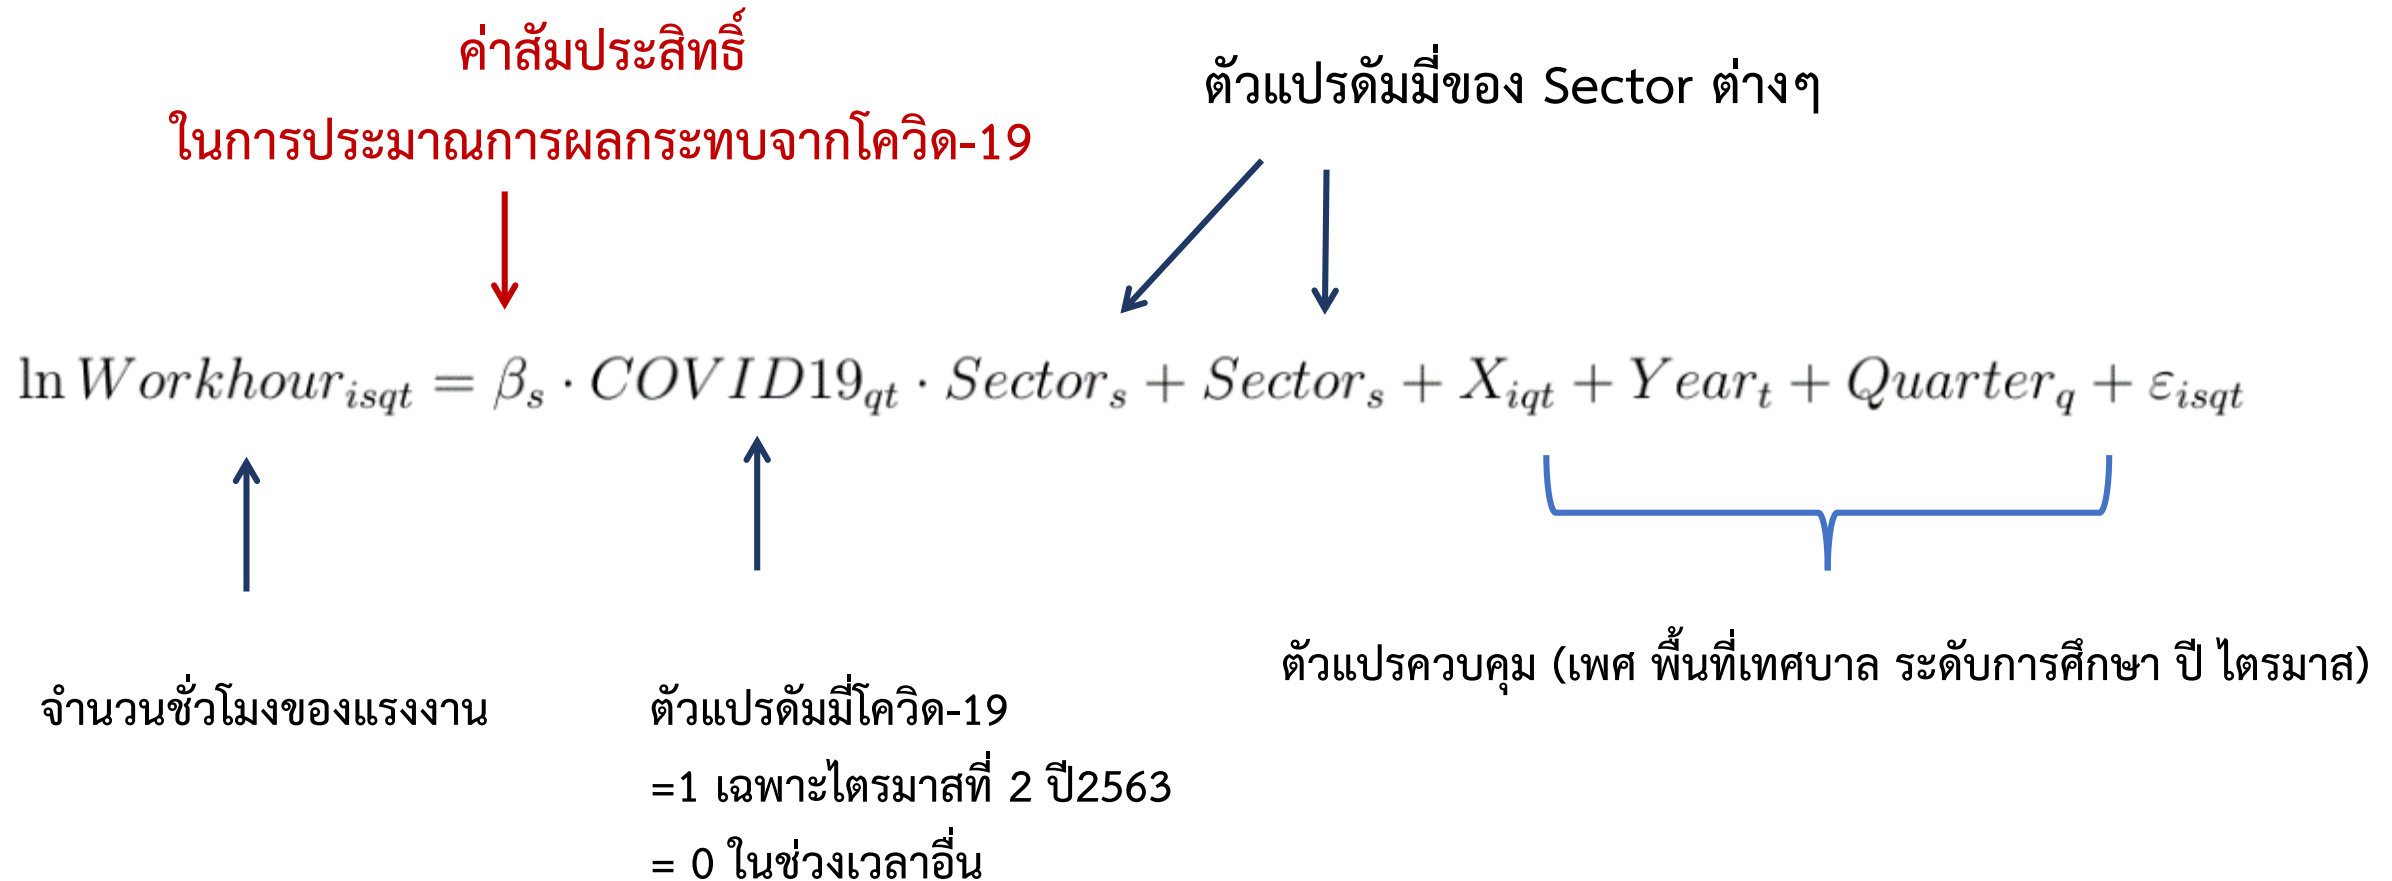 ค่าสัมประสิทธิ์
ในการประมาณการผลกระทบจากโควิด-19
ตัวแปรดัมมี่ของ Sector ต่างๆ
ln Workhour_{isqt} = β_s · COVID19_{qt} · Sector_s + Sector_s + X_{iqt} + Year_t + Quarter_q + ε_{isqt}
จำนวนชั่วโมงของแรงงาน
ตัวแปรดัมมี่โควิด-19
=1 เฉพาะไตรมาสที่ 2 ปี2563
= 0 ในช่วงเวลาอื่น
ตัวแปรควบคุม (เพศ พื้นที่เทศบาล ระดับการศึกษา ปี ไตรมาส)